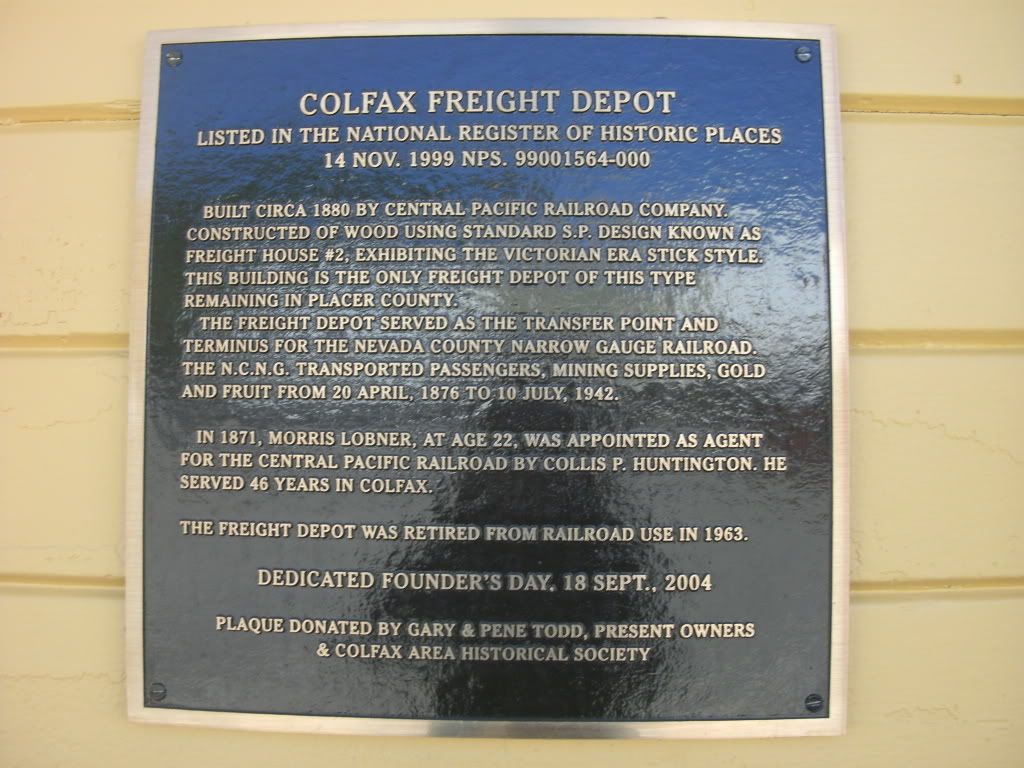 COLFAX FREIGHT DEPOT
LISTED IN THE NATIONAL REGISTER OF HISTORIC PLACES
14 NOV. 1999 NPS. 99001564-000
BUILT CIRCA 1880 BY CENTRAL PACIFIC RAILROAD COMPANY.
CONSTRUCTED OF WOOD USING STANDARD S.P. DESIGN KNOWN AS
FREIGHT HOUSE #2, EXHIBITING THE VICTORIAN ERA STICK STYLE.
THIS BUILDING IS THE ONLY FREIGHT DEPOT OF THIS TYPE
REMAINING IN PLACER COUNTY.
THE FREIGHT DEPOT SERVED AS THE TRANSFER POINT AND
TERMINUS FOR THE NEVADA COUNTY NARROW GAUGE RAILROAD.
THE N.C.N.G. TRANSPORTED PASSENGERS, MINING SUPPLIES, GOLD
AND FRUIT FROM 20 APRIL, 1876 TO 10 JULY, 1942.
IN 1871, MORRIS LOBNER, AT AGE 22, WAS APPOINTED AS AGENT
FOR THE CENTRAL PACIFIC RAILROAD BY COLLIS P. HUNTINGTON. HE
SERVED 46 YEARS IN COLFAX.
THE FREIGHT DEPOT WAS RETIRED FROM RAILROAD USE IN 1963.
DEDICATED FOUNDER'S DAY, 18 SEPT., 2004
PLAQUE DONATED BY GARY & PENE TODD, PRESENT OWNERS
& COLFAX AREA HISTORICAL SOCIETY